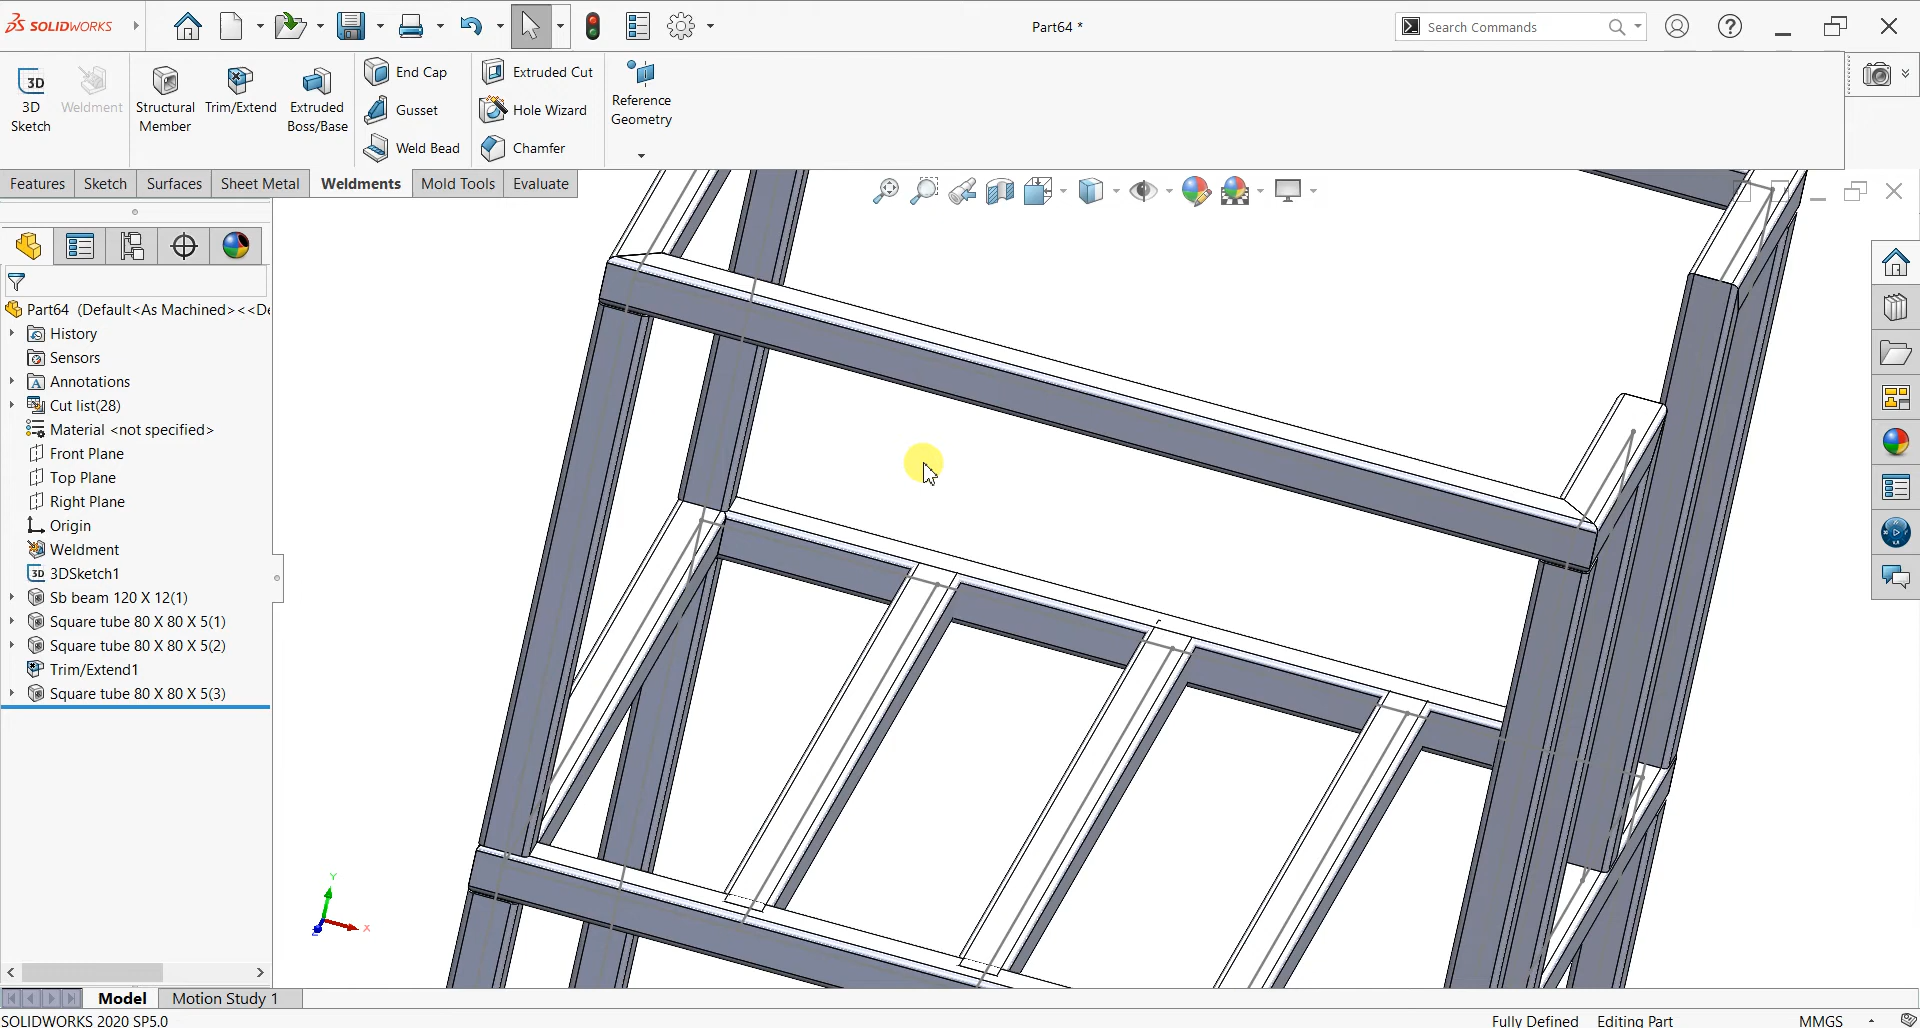 SOLIDWORKS
Part64 *
Search Commands
3D
Sketch
Weldment
Structural
Member
Trim/Extend
Extruded
Boss/Base
End Cap
Gusset
Weld Bead
Extruded Cut
Hole Wizard
Chamfer
Reference
Geometry
Features
Sketch
Surfaces
Sheet Metal
Weldments
Mold Tools
Evaluate
Part64 (Default<As Machined><<De
History
Sensors
Annotations
Cut list(28)
Material <not specified>
Front Plane
Top Plane
Right Plane
Origin
Weldment
3DSketch1
Sb beam 120 X 12(1)
Square tube 80 X 80 X 5(1)
Square tube 80 X 80 X 5(2)
Trim/Extend1
Square tube 80 X 80 X 5(3)
Y
X
Z
Model
Motion Study 1
SOLIDWORKS 2020 SP5.0
Fully Defined
Editing Part
MMGS